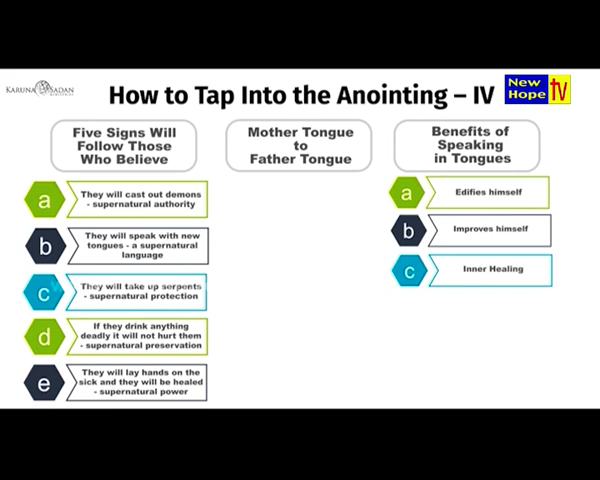 KARUNA SADAN
New
Hope TV
How to Tap Into the Anointing – IV
Five Signs Will
Follow Those
Who Believe
a
They will cast out demons
- supernatural authority
b
They will speak with new
tongues - a supernatural
language
c
They will take up serpents
- supernatural protection
d
If they drink anything
deadly it will not hurt them
- supernatural preservation
e
They will lay hands on the
sick and they will be healed
- supernatural power
Mother Tongue
to
Father Tongue
Benefits of
Speaking
in Tongues
a
Edifies himself
b
Improves himself
c
Inner Healing